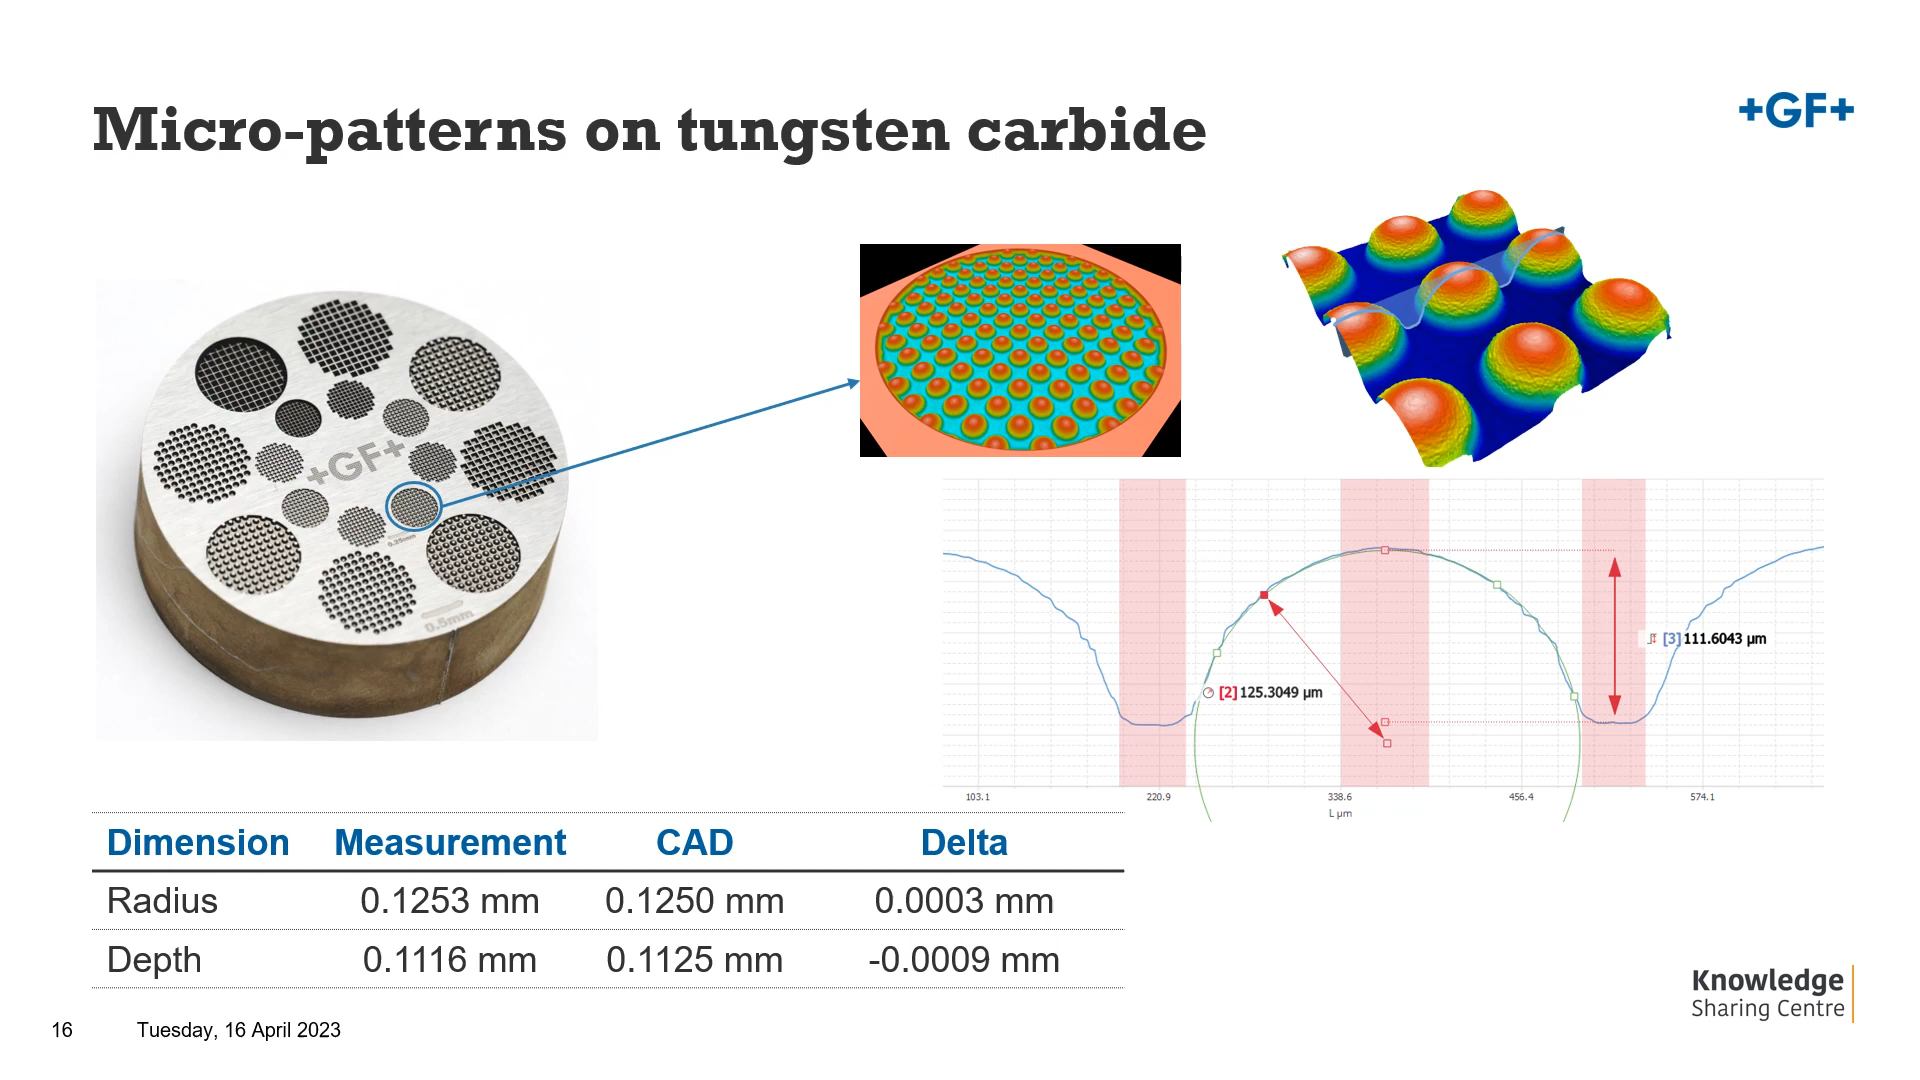 Micro-patterns on tungsten carbide
+GF+
+GF+
0.25mm
0.5mm
[3] 111.6043 µm
[2] 125.3049 µm
103.1 220.9 338.6 456.4 574.1
L µm
Dimension Measurement CAD Delta
Radius 0.1253 mm 0.1250 mm 0.0003 mm
Depth 0.1116 mm 0.1125 mm -0.0009 mm
Knowledge
Sharing Centre
16 Tuesday, 16 April 2023